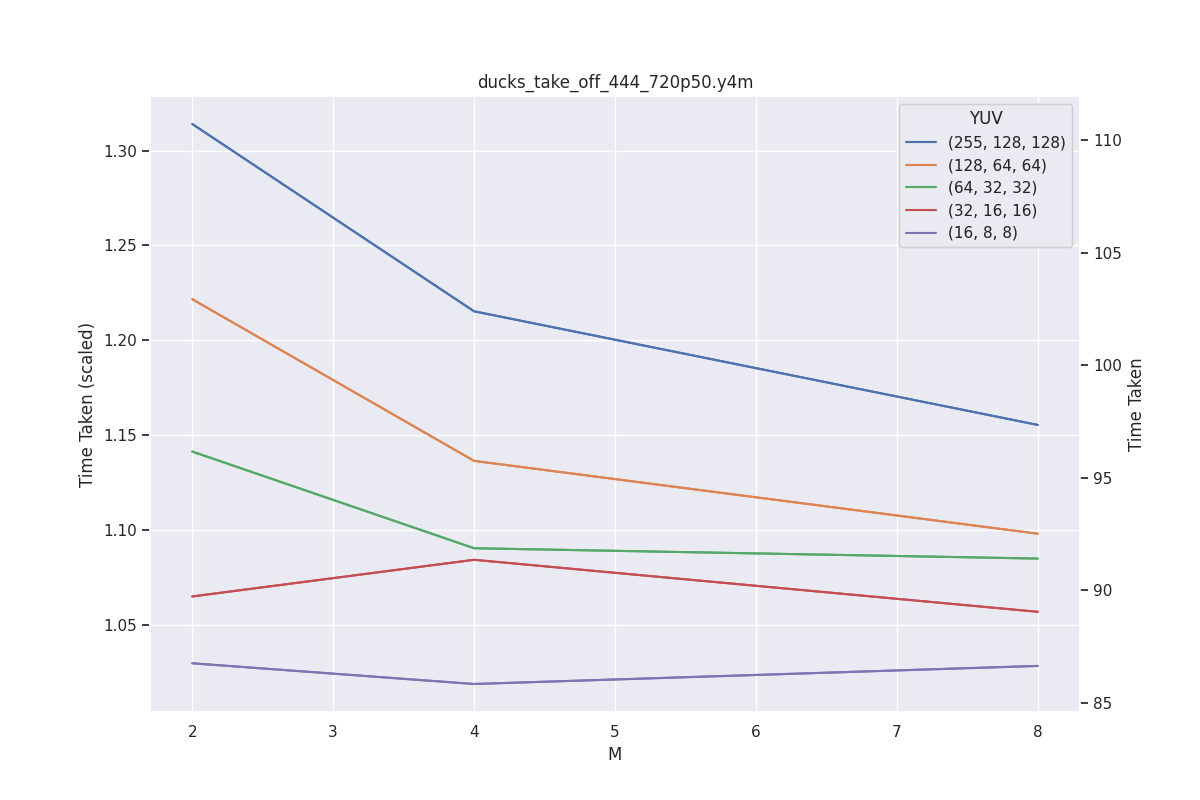 ducks_take_off_444_720p50.y4m
YUV
(255, 128, 128)
(128, 64, 64)
(64, 32, 32)
(32, 16, 16)
(16, 8, 8)
Time Taken (scaled)
1.30
1.25
1.20
1.15
1.10
1.05
110
105
100
95
90
85
Time Taken
2 3 4 5 6 7 8
M